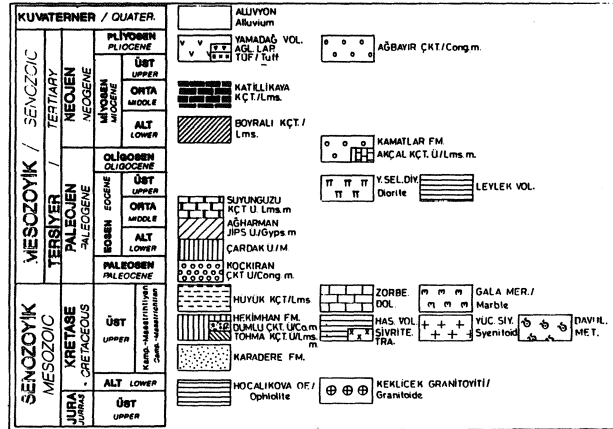 KUVATERNER / QUATER.
MESOZOYİK / SENOZOIC
TERSİYER / TERTIARY
NEOJEN
NEOGENE
PLİYOSEN
PLIOCENE
MİYOSEN
MIOCENE
ÜST
UPPER
ORTA
MIDDLE
ALT
LOWER
PALEOJEN
PALEOGENE
OLİGOSEN
OLIGOCENE
EOSEN
EOCENE
ÜST
UPPER
ORTA
MIDDLE
ALT
LOWER
PALEOSEN
PALEOCENE
SENOZOYİK
MESOZOIC
KRETASE
CRETACEOUS
ÜST
UPPER
ALT LOWER
JURA
JURRAS.
ÜST
UPPER
ALUVYON
Alluvium
YAMADAĞ VOL.
AGL. LAP.
TÜF / Tuff
KATILLIKAYA
KÇT./Lms.
BOYRALI KÇT. /
Lms.
SUYUNGUZU
KÇT Ü Lms.m
AĞHARMAN
JIPS U/Gyps m
ÇARDAK U/M
KOÇKIRAN
ÇKT U/Cong m.
HÜYÜK KÇT/Lms
HEKİMHAN FM.
DUMLU ÇKT. U/Co.m
TOHMA KÇT. U/Lms.
m.
KARADERE FM.
HOCALIKOVA OF/
Ophiolite
AĞBAYIR ÇKT/Cong.m.
KAMATLAR FM
AKÇAL KÇT. Ü/Lms m.
Y. SEL. DİY.
Diorite
LEYLEK VOL.
ZORBE.
DOL.
GALA MER./
Marble
HAS. VOL.
SİVRİTE.
TRA.
YÜC. SİY.
Syenitoid
MET.
KEKLİCEK GRANİTOYİTİ/
Granitoide